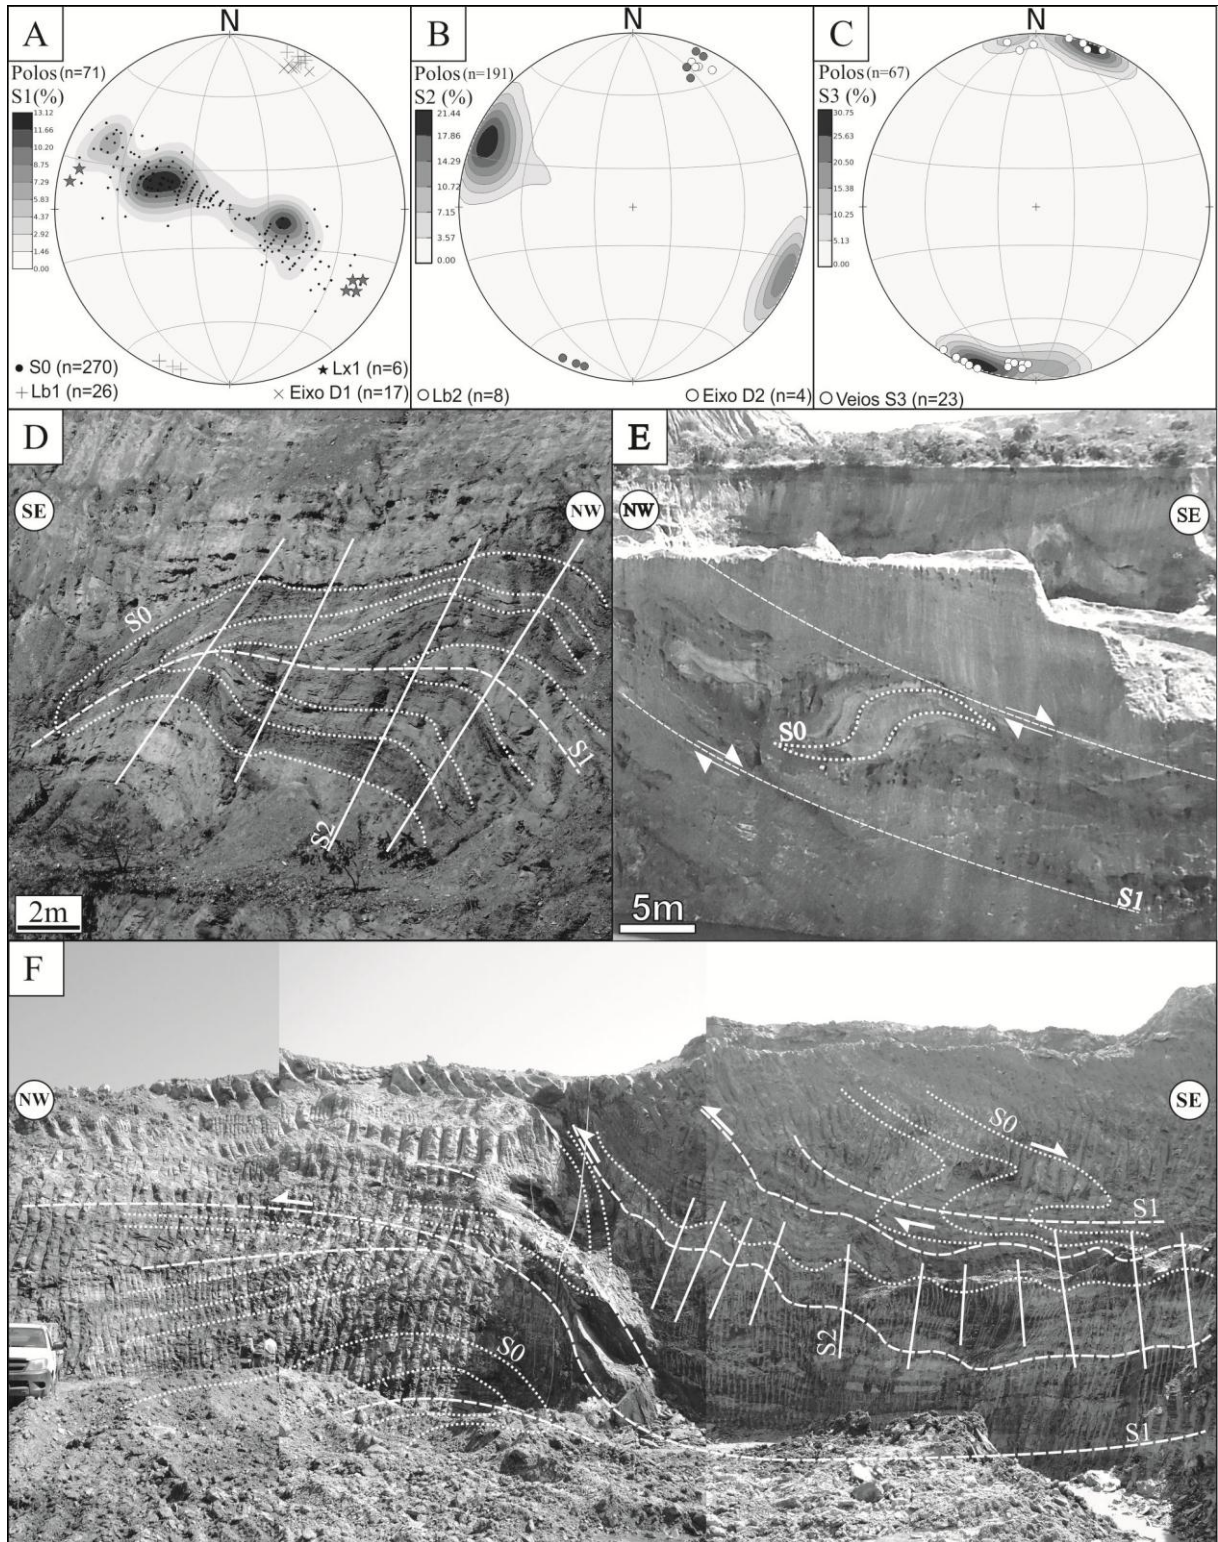 A
N
Polos (n=71)
S1(%)
13.12
11.66
10.20
8.75
7.29
5.83
4.37
2.92
1.46
0.00
S0 (n=270)
Lx1 (n=6)
Lb1 (n=26)
Eixo D1 (n=17)
B
N
Polos (n=191)
S2 (%)
21.44
17.86
14.29
10.72
7.15
3.57
0.00
Lb2 (n=8)
Eixo D2 (n=4)
C
N
Polos (n=67)
S3 (%)
30.75
25.63
20.50
15.38
10.25
5.13
0.00
Veios S3 (n=23)
D
SE
NW
S0
S1
S2
2m
E
NW
SE
S0
S1
5m
F
NW
SE
S0
S1
S0
S2
S1